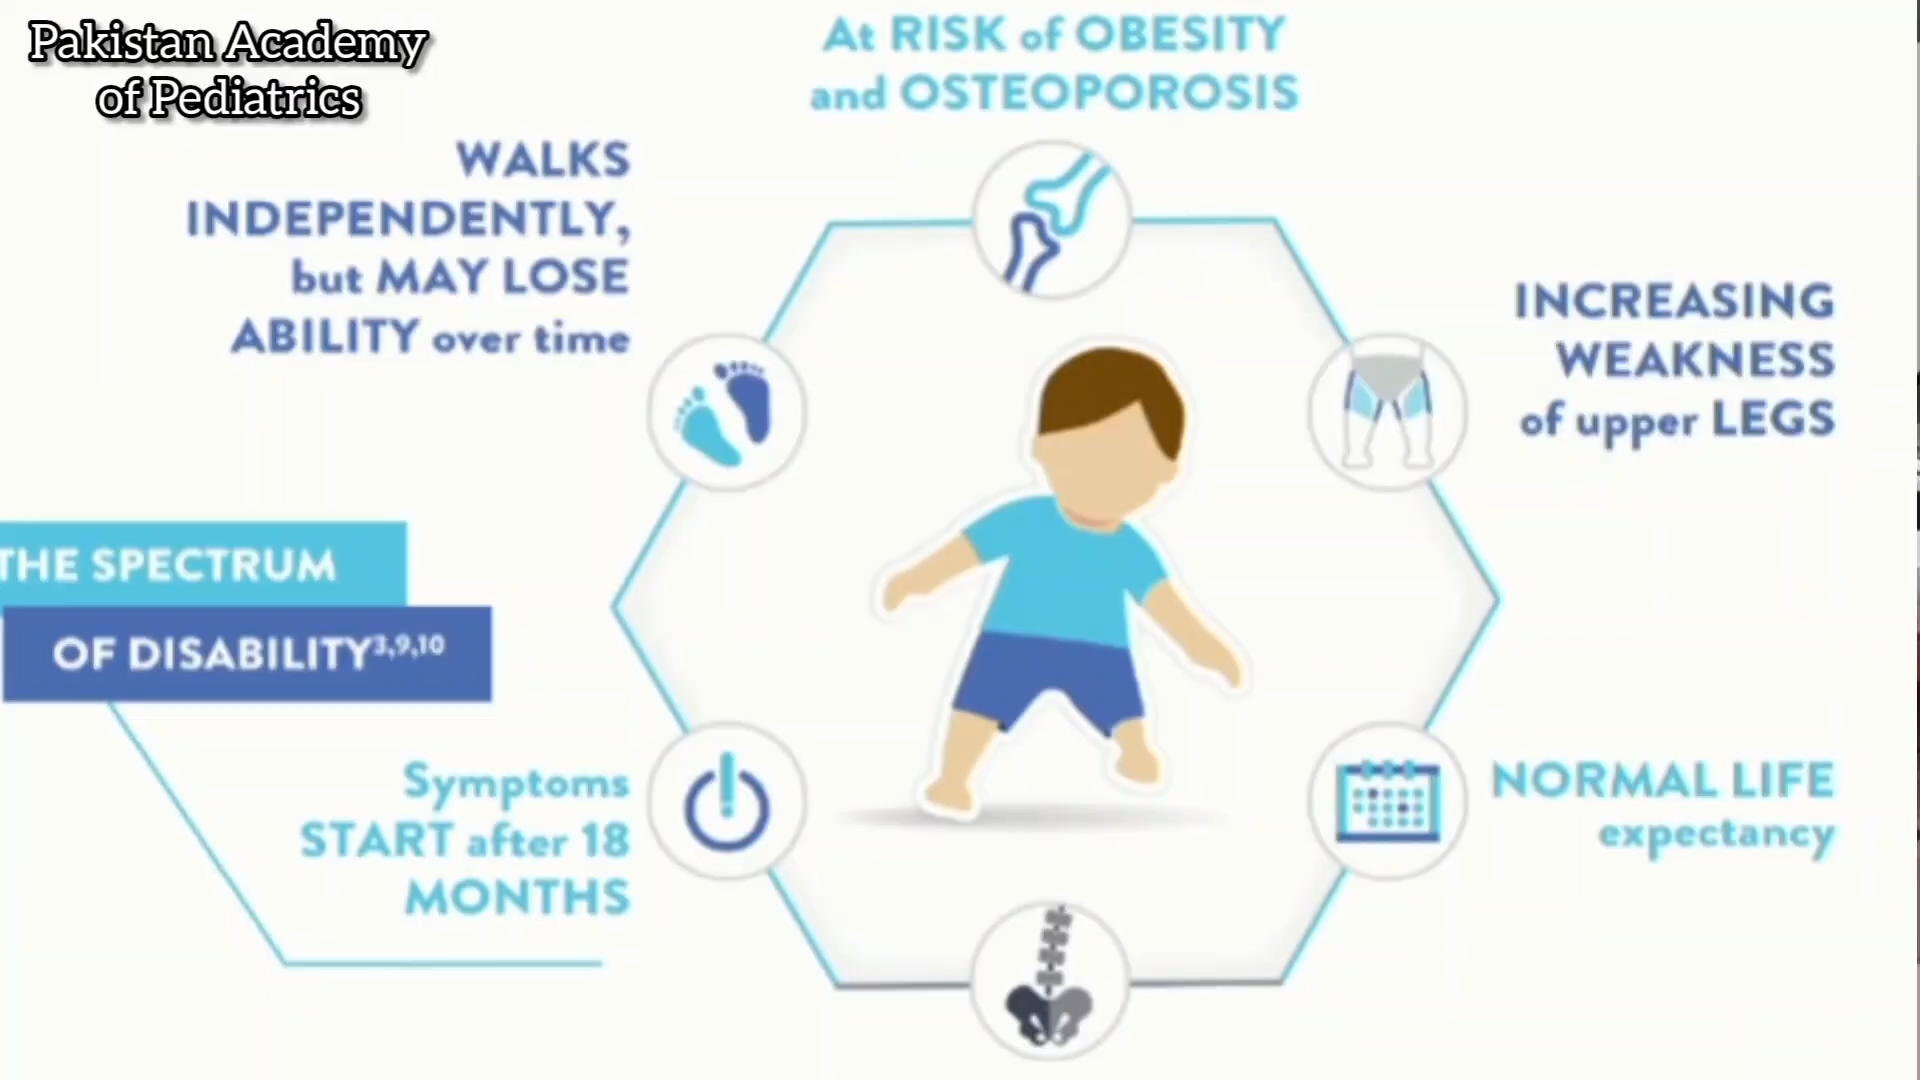 Pakistan Academy
of Pediatrics
At RISK of OBESITY
and OSTEOPOROSIS
WALKS
INDEPENDENTLY,
but MAY LOSE
ABILITY over time
INCREASING
WEAKNESS
of upper LEGS
THE SPECTRUM
OF DISABILITY3,9,10
Symptoms
START after 18
MONTHS
NORMAL LIFE
expectancy